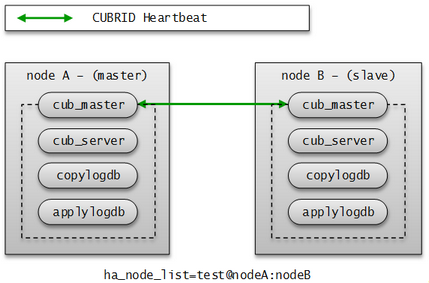 CUBRID Heartbeat
node A - (master)
node B - (slave)
cub_master
cub_master
cub_server
cub_server
copylogdb
copylogdb
applylogdb
applylogdb
ha_node_list=test@nodeA:nodeB